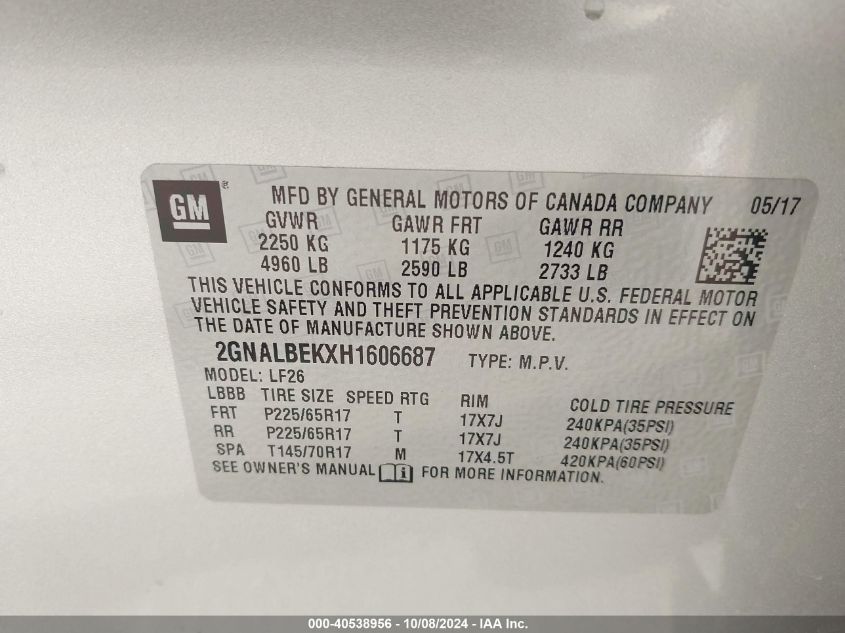 GM ® MFD BY GENERAL MOTORS OF CANADA COMPANY 05/17
GVWR GAWR FRT GAWR RR
2250 KG 1175 KG 1240 KG
4960 LB 2590 LB 2733 LB
THIS VEHICLE CONFORMS TO ALL APPLICABLE U.S. FEDERAL MOTOR
VEHICLE SAFETY AND THEFT PREVENTION STANDARDS IN EFFECT ON
THE DATE OF MANUFACTURE SHOWN ABOVE.
2GNALBEKXH1606687 TYPE: M.P.V.
MODEL: LF26
LBBB TIRE SIZE SPEED RTG RIM COLD TIRE PRESSURE
FRT P225/65R17 T 17X7J 240KPA(35PSI)
RR P225/65R17 T 17X7J 240KPA(35PSI)
SPA T145/70R17 M 17X4.5T 420KPA(60PSI)
SEE OWNER'S MANUAL FOR MORE INFORMATION.
000-40538956 - 10/08/2024 - IAA Inc.